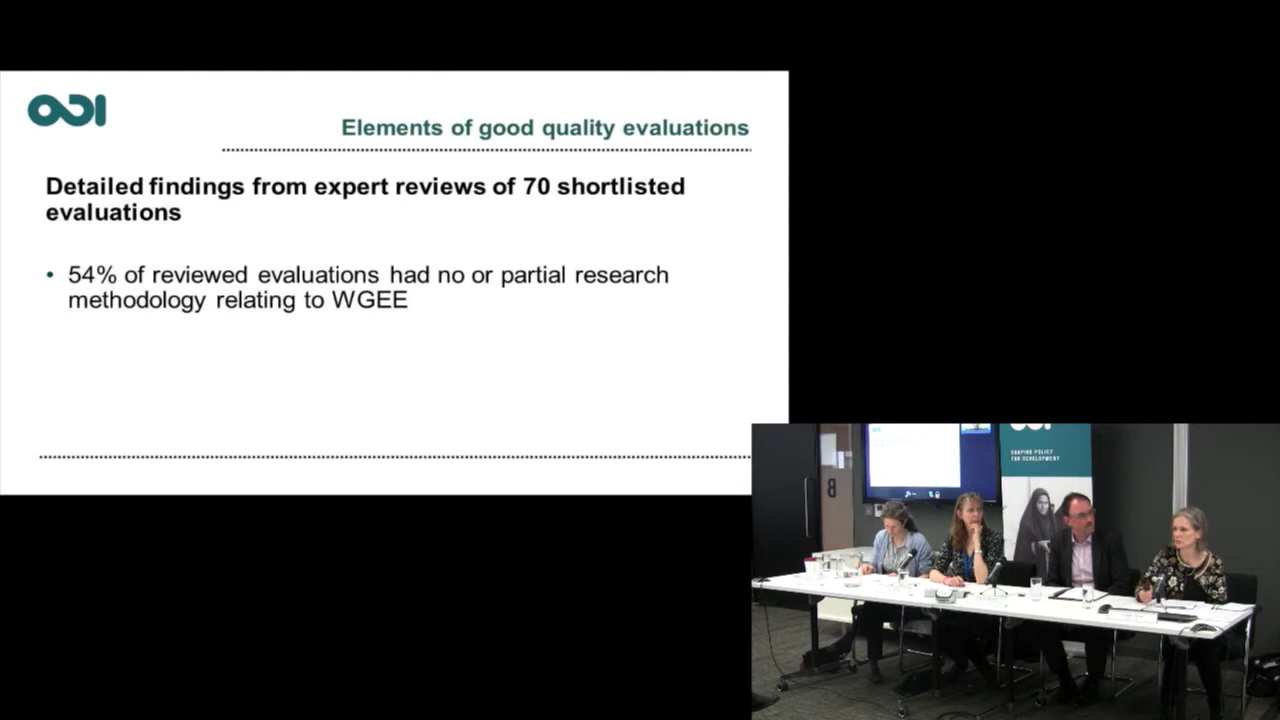 ODI
Elements of good quality evaluations
Detailed findings from expert reviews of 70 shortlisted
evaluations
• 54% of reviewed evaluations had no or partial research
methodology relating to WGEE
SHAPING POLICY
FOR DEVELOPMENT
B